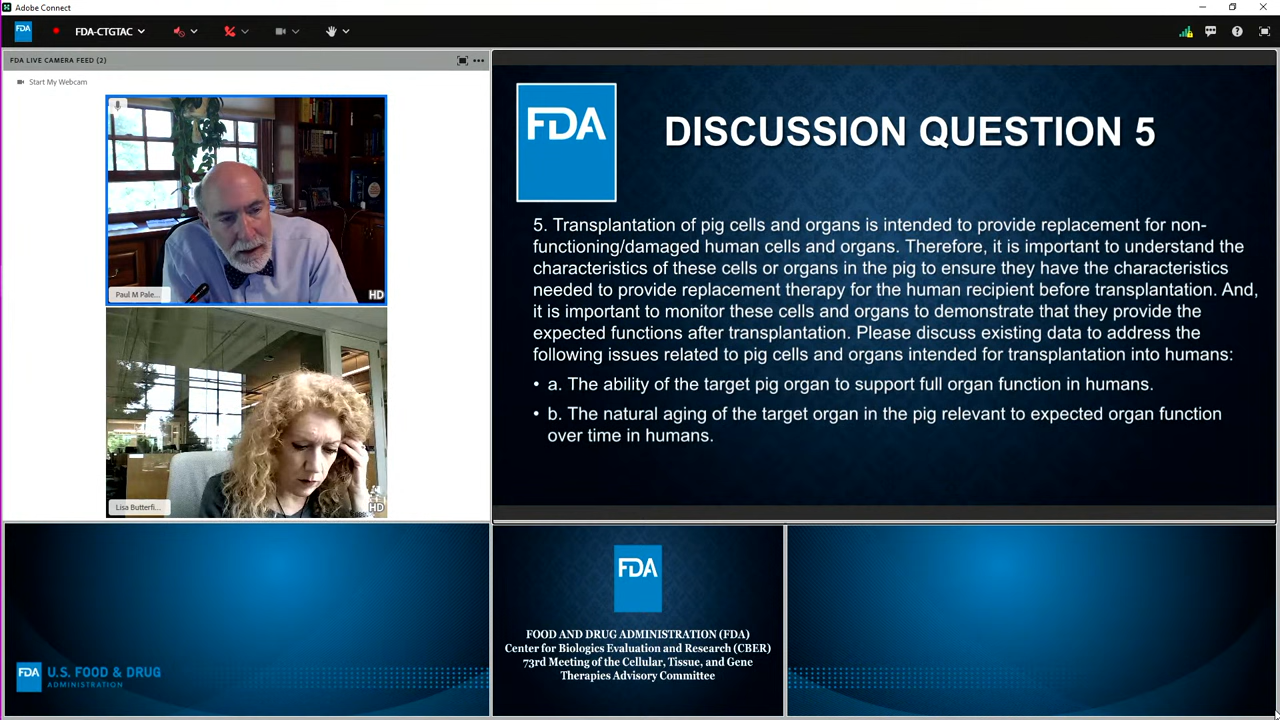 Adobe Connect
FDA
FDA-CTGTAC
FDA LIVE CAMERA FEED (2)
Start My Webcam
Paul M Pale...
HD
Lisa Butterfi...
HD
FDA
DISCUSSION QUESTION 5
5. Transplantation of pig cells and organs is intended to provide replacement for non-
functioning/damaged human cells and organs. Therefore, it is important to understand the
characteristics of these cells or organs in the pig to ensure they have the characteristics
needed to provide replacement therapy for the human recipient before transplantation. And,
it is important to monitor these cells and organs to demonstrate that they provide the
expected functions after transplantation. Please discuss existing data to address the
following issues related to pig cells and organs intended for transplantation into humans:
• a. The ability of the target pig organ to support full organ function in humans.
• b. The natural aging of the target organ in the pig relevant to expected organ function
over time in humans.
FDA
U.S. FOOD & DRUG
ADMINISTRATION
FDA
FOOD AND DRUG ADMINISTRATION (FDA)
Center for Biologics Evaluation and Research (CBER)
73rd Meeting of the Cellular, Tissue, and Gene
Therapies Advisory Committee